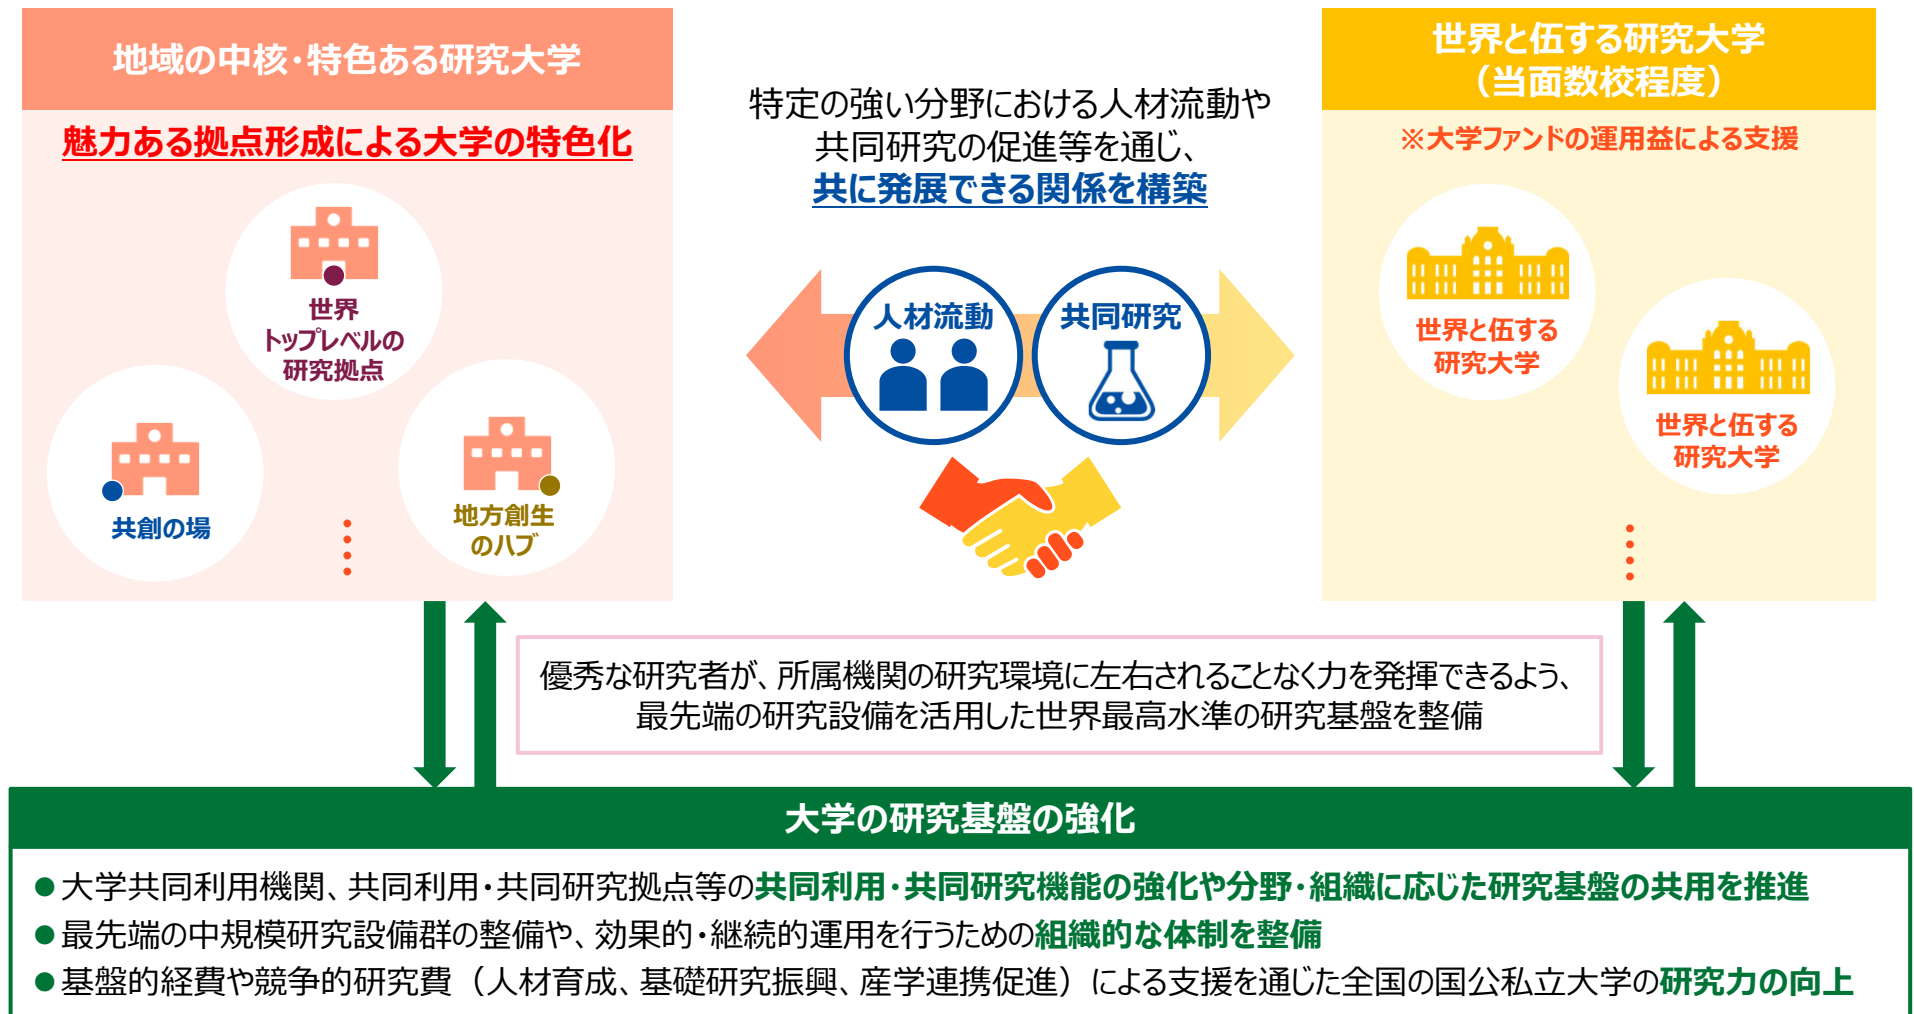 地域の中核・特色ある研究大学
魅力ある拠点形成による大学の特色化
世界
トップレベルの
研究拠点
共創の場
地方創生
のハブ
特定の強い分野における人材流動や
共同研究の促進等を通じ、
共に発展できる関係を構築
人材流動
共同研究
世界と伍する研究大学
（当面数校程度）
※大学ファンドの運用益による支援
世界と伍する
研究大学
世界と伍する
研究大学
優秀な研究者が、所属機関の研究環境に左右されることなく力を発揮できるよう、
最先端の研究設備を活用した世界最高水準の研究基盤を整備
大学の研究基盤の強化
●大学共同利用機関、共同利用・共同研究拠点等の共同利用・共同研究機能の強化や分野・組織に応じた研究基盤の共用を推進
●最先端の中規模研究設備群の整備や、効果的・継続的運用を行うための組織的な体制を整備
●基盤的経費や競争的研究費（人材育成、基礎研究振興、産学連携促進）による支援を通じた全国の国公私立大学の研究力の向上